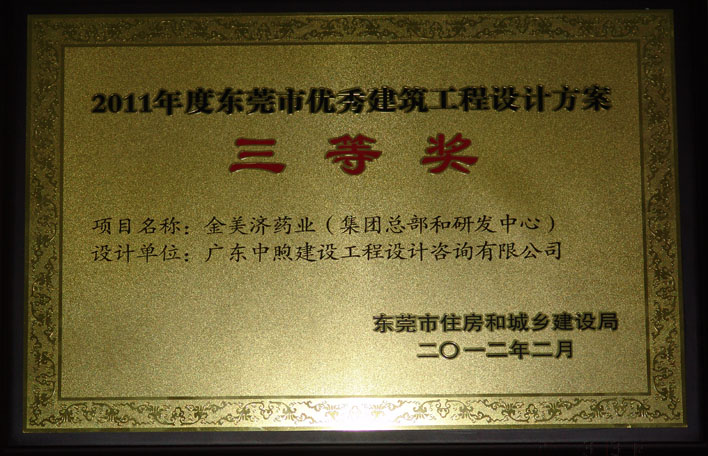 2011年度东莞市优秀建筑工程设计方案
三等奖
项目名称：金美济药业（集团总部和研发中心）
设计单位：广东中煦建设工程设计咨询有限公司
东莞市住房和城乡建设局
二〇一二年二月